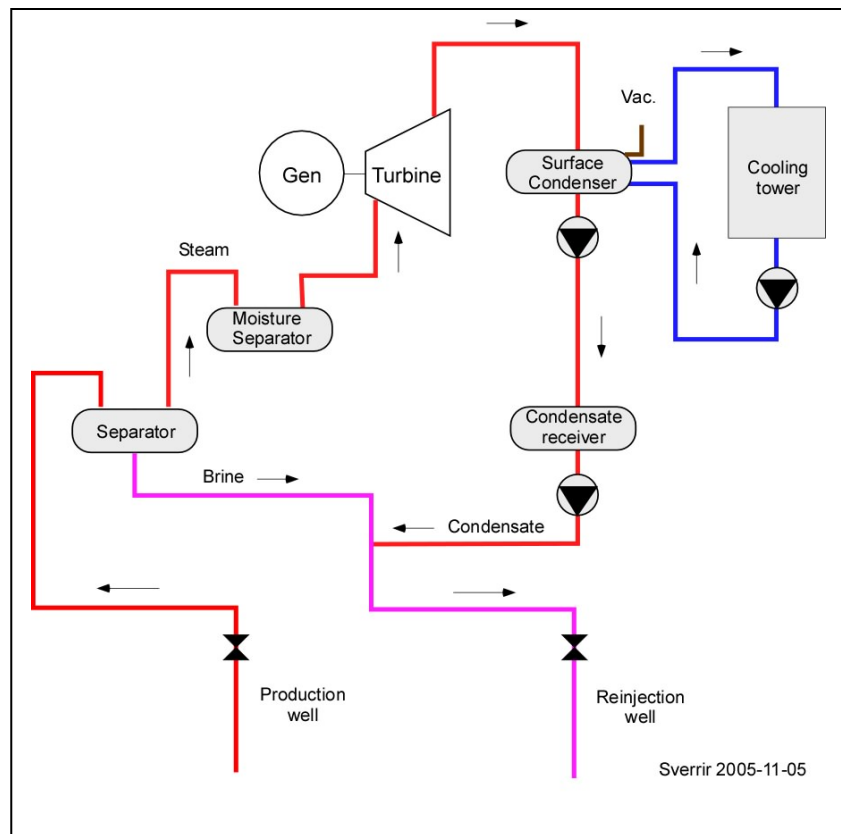 Vac.
Gen
Turbine
Surface
Condenser
Cooling
tower
Steam
Moisture
Separator
Separator
Condensate
receiver
Brine
Condensate
Production
well
Reinjection
well
Sverrir 2005-11-05